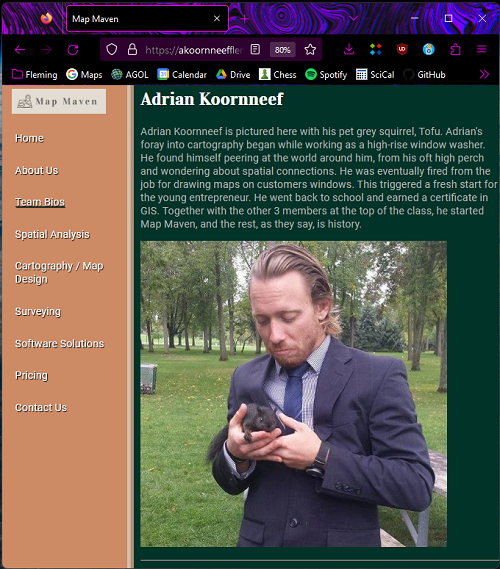 Map Maven
https://akoornneeffler
80%
Fleming
Maps
AGOL
Calendar
Drive
Chess
Spotify
SciCal
GitHub
Map Maven
Home
About Us
Team Bios
Spatial Analysis
Cartography / Map
Design
Surveying
Software Solutions
Pricing
Contact Us
Adrian Koornneef
Adrian Koornneef is pictured here with his pet grey squirrel, Tofu. Adrian's
foray into cartography began while working as a high-rise window washer.
He found himself peering at the world around him, from his oft high perch
and wondering about spatial connections. He was eventually fired from the
job for drawing maps on customers windows. This triggered a fresh start for
the young entrepreneur. He went back to school and earned a certificate in
GIS. Together with the other 3 members at the top of the class, he started
Map Maven, and the rest, as they say, is history.